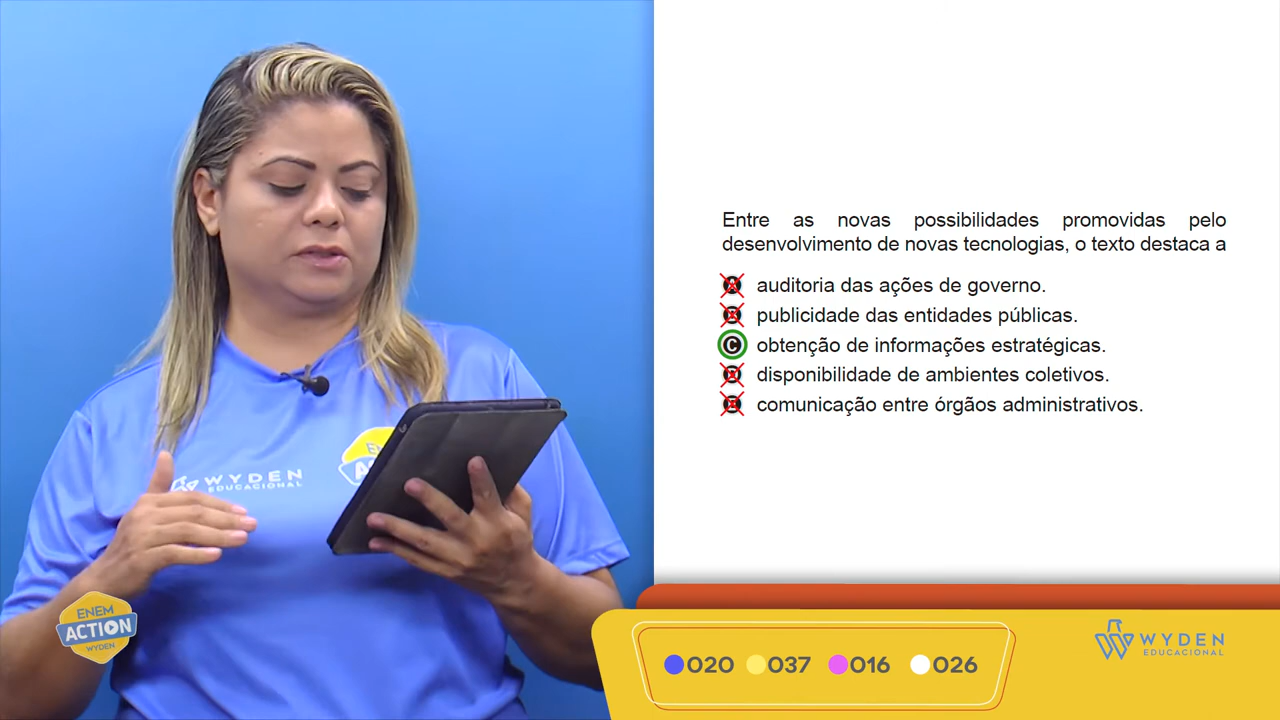 Entre as novas possibilidades promovidas pelo
desenvolvimento de novas tecnologias, o texto destaca a
auditoria das ações de governo.
publicidade das entidades públicas.
C obtenção de informações estratégicas.
disponibilidade de ambientes coletivos.
comunicação entre órgãos administrativos.
WYDEN
EDUCACIONAL
ENEM
ACTION
WYDEN
020 037 016 026
WYDEN
EDUCACIONAL